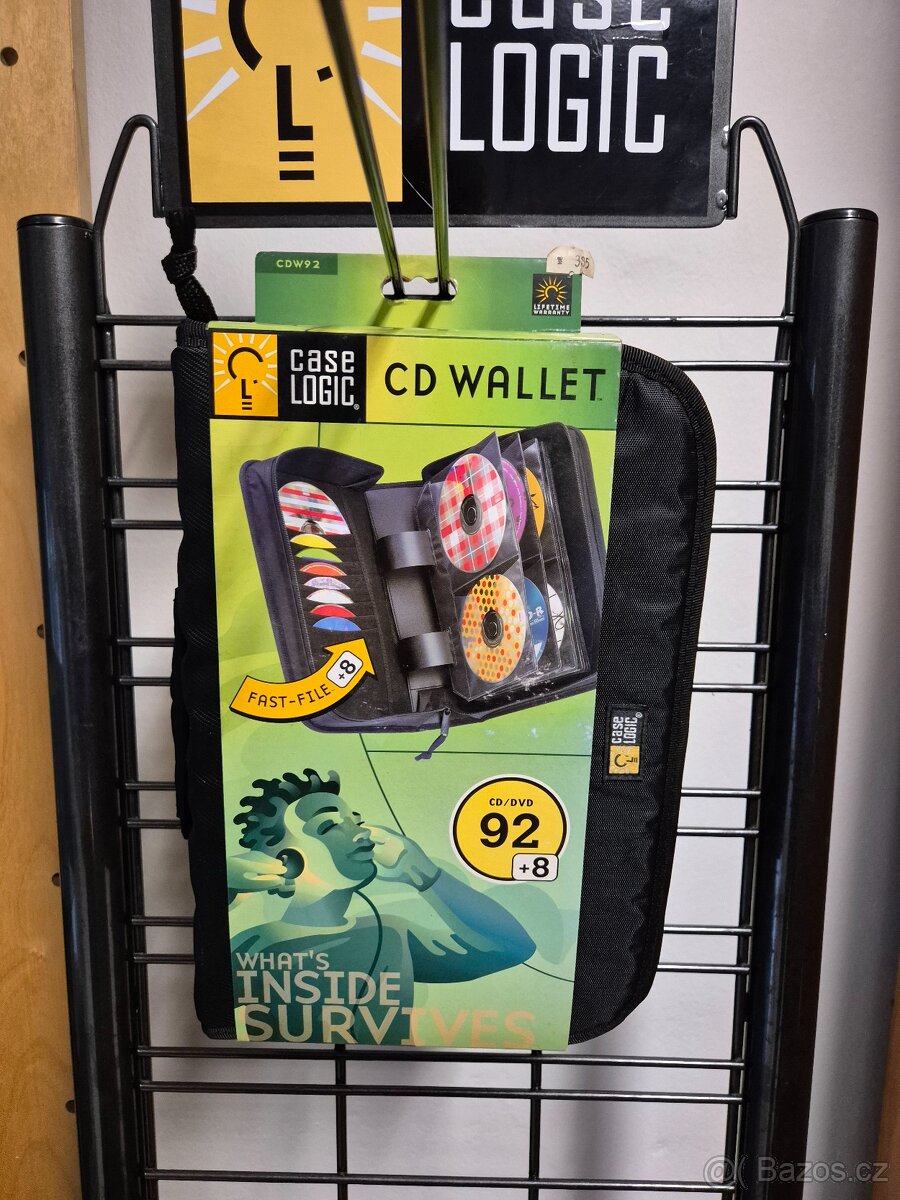 case
LOGIC
CDW92
395
LIFETIME
WARRANTY
case
LOGIC®
CD WALLET™
FAST-FILE +8
CD/DVD
92
+8
case
LOGIC®
WHAT'S
INSIDE
SURVIVES
@( Bazos.cz